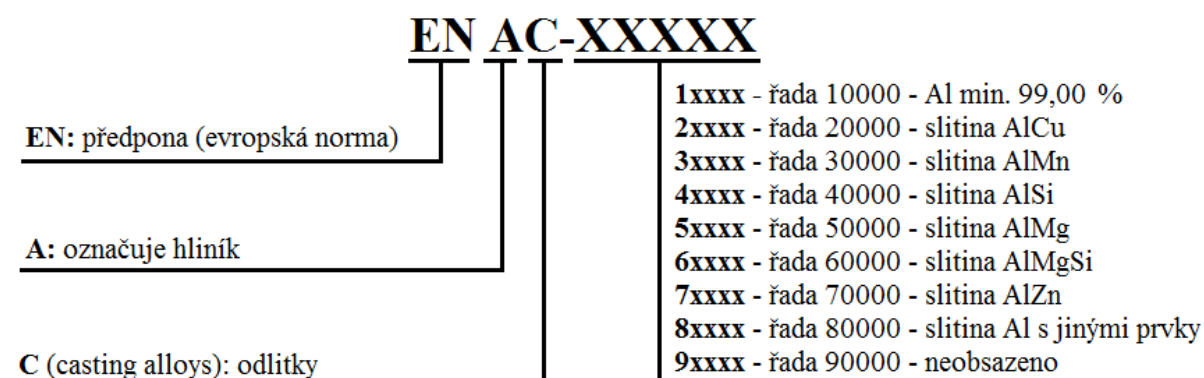 EN AC-XXXXX
1xxxx - řada 10000 - Al min. 99,00 %
2xxxx - řada 20000 - slitina AlCu
EN: předpona (evropská norma)
3xxxx - řada 30000 - slitina AlMn
4xxxx - řada 40000 - slitina AlSi
5xxxx - řada 50000 - slitina AlMg
A: označuje hliník
6xxxx - řada 60000 - slitina AlMgSi
7xxxx - řada 70000 - slitina AlZn
8xxxx - řada 80000 - slitina Al s jinými prvky
C (casting alloys): odlitky
9xxxx - řada 90000 - neobsazeno